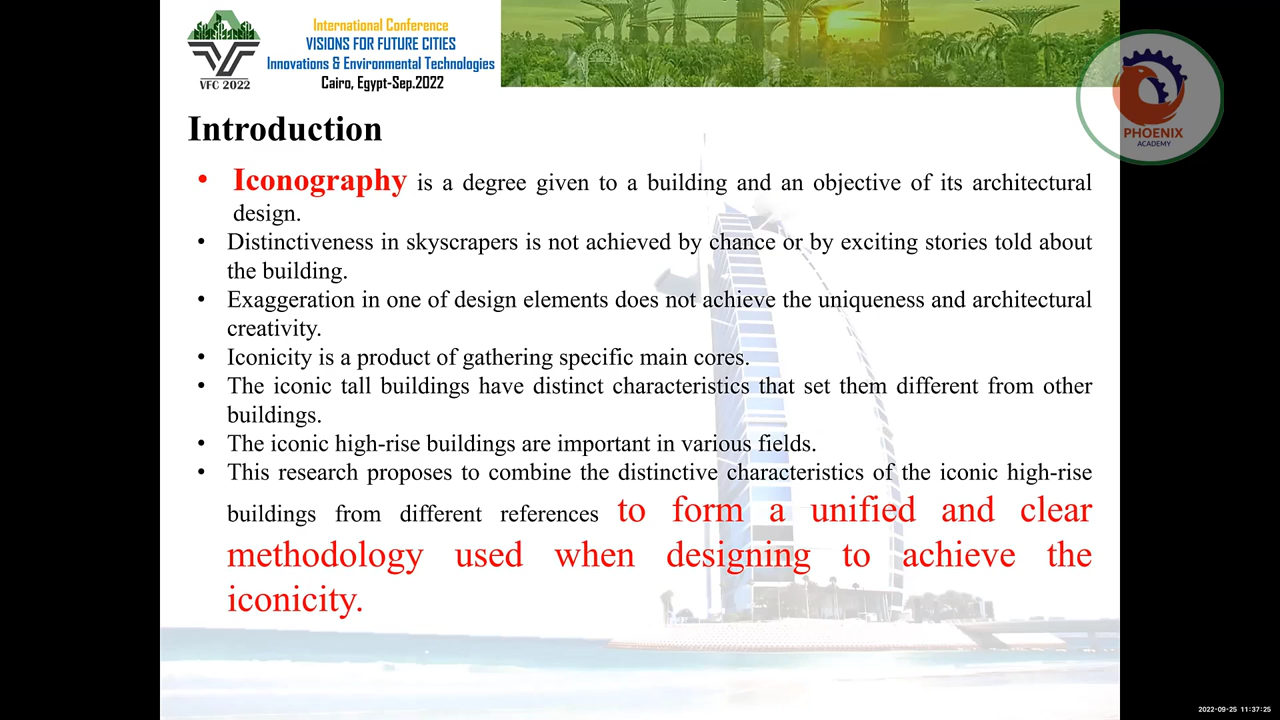 International Conference
VISIONS FOR FUTURE CITIES
Innovations & Environmental Technologies
Cairo, Egypt-Sep.2022
VFC 2022
PHOENIX
ACADEMY
Introduction
• Iconography is a degree given to a building and an objective of its architectural
design.
• Distinctiveness in skyscrapers is not achieved by chance or by exciting stories told about
the building.
• Exaggeration in one of design elements does not achieve the uniqueness and architectural
creativity.
• Iconicity is a product of gathering specific main cores.
• The iconic tall buildings have distinct characteristics that set them different from other
buildings.
• The iconic high-rise buildings are important in various fields.
• This research proposes to combine the distinctive characteristics of the iconic high-rise
buildings from different references to form a unified and clear
methodology used when designing to achieve the
iconicity.
2022-09-25 11:37:25